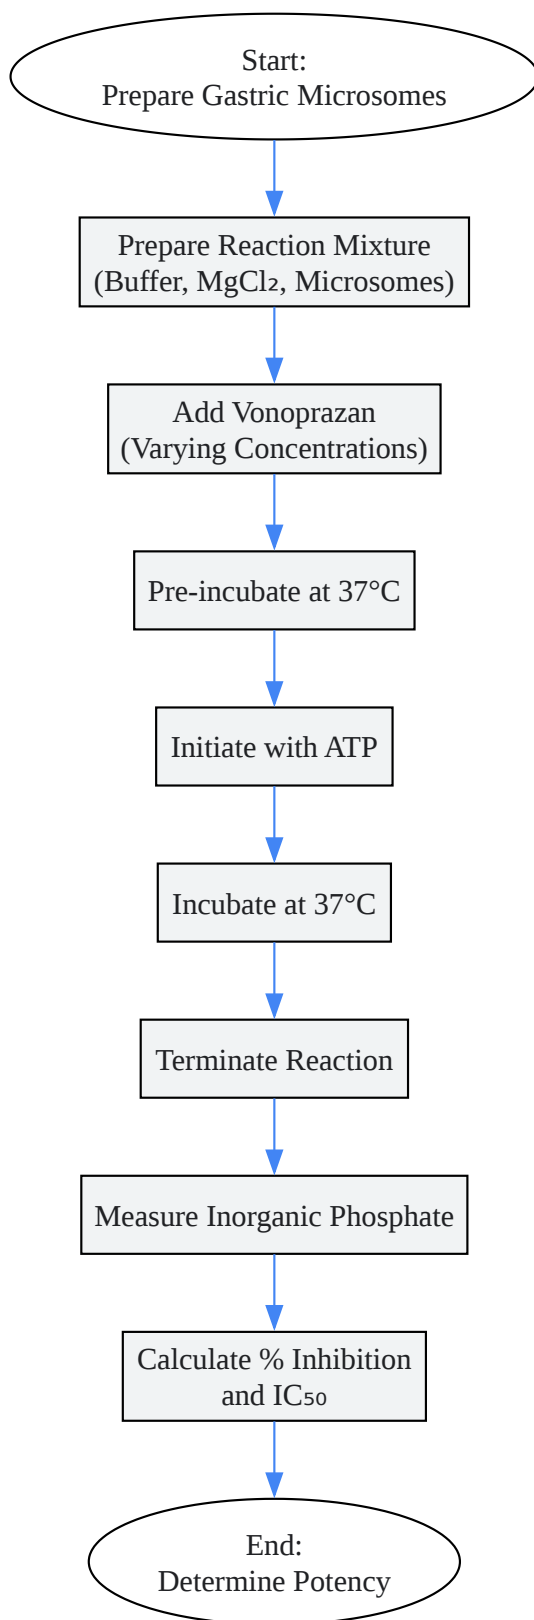 Start:
Prepare Gastric Microsomes
Prepare Reaction Mixture
(Buffer, MgCl₂, Microsomes)
Add Vonoprazan
(Varying Concentrations)
Pre-incubate at 37°C
Initiate with ATP
Incubate at 37°C
Terminate Reaction
Measure Inorganic Phosphate
Calculate % Inhibition
and IC₅₀
End:
Determine Potency